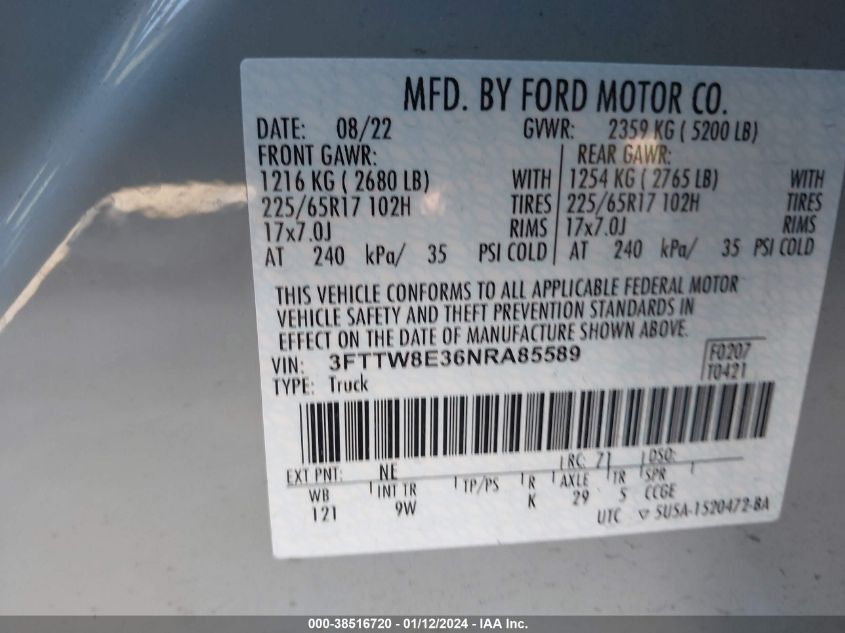 MFD. BY FORD MOTOR CO.
DATE: 08/22 GVWR: 2359 KG ( 5200 LB)
FRONT GAWR: REAR GAWR:
1216 KG ( 2680 LB) WITH 1254 KG ( 2765 LB) WITH
225/65R17 102H TIRES 225/65R17 102H TIRES
17x7.0J RIMS 17x7.0J RIMS
AT 240 kPa/ 35 PSI COLD AT 240 kPa/ 35 PSI COLD
THIS VEHICLE CONFORMS TO ALL APPLICABLE FEDERAL MOTOR
VEHICLE SAFETY AND THEFT PREVENTION STANDARDS IN
EFFECT ON THE DATE OF MANUFACTURE SHOWN ABOVE.
VIN: 3FTTW8E36NRA85589 F0207
TYPE: Truck T0421
EXT PNT: NE RC: 71 DSO:
WB INT TR TP/PS R AXLE TR SPR
121 9W K 29 5 CCGE
UTC ▽ 5USA-1520472-BA
000-38516720 - 01/12/2024 - IAA Inc.